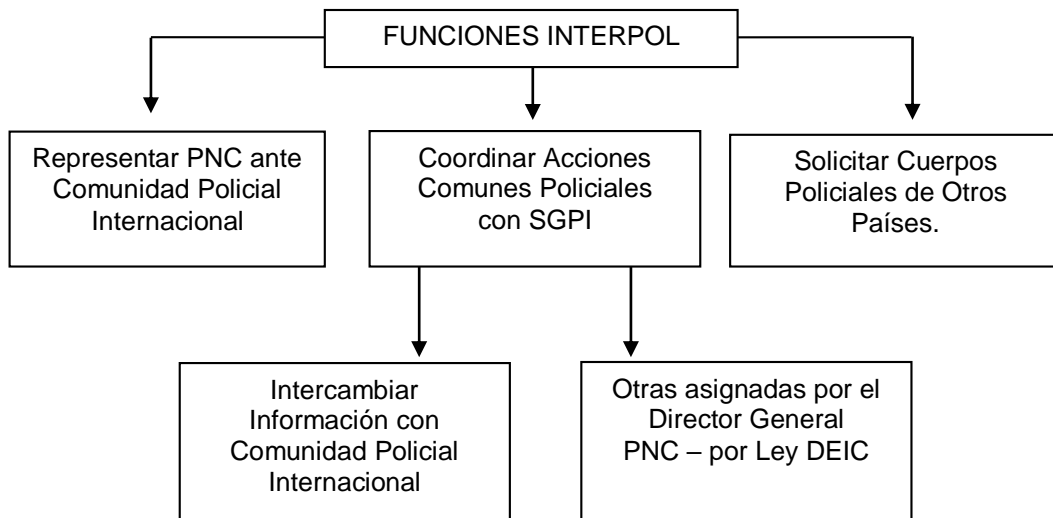 FUNCIONES INTERPOL
Representar PNC ante
Comunidad Policial
Internacional
Coordinar Acciones
Comunes Policiales
con SGPI
Solicitar Cuerpos
Policiales de Otros
Países.
Intercambiar
Información con
Comunidad Policial
Internacional
Otras asignadas por el
Director General
PNC – por Ley DEIC